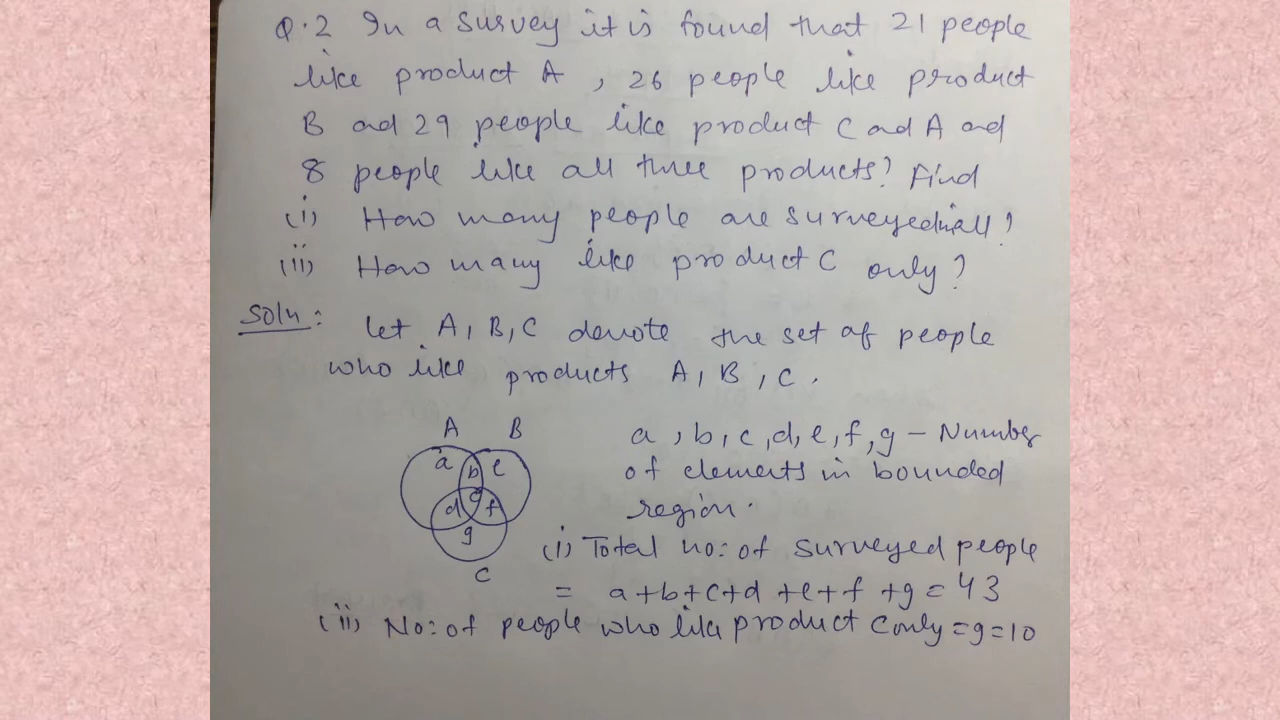 Q.2 In a survey it is found that 21 people
like product A , 26 people like product
B ad 29 people like product C ad A ad
8 people like all three products? Find
(i) How many people are surveyed in all?
(ii) How many like product C only?
Soln: let A, B, C denote the set of people
who like products A, B, C.
A B
a b e
c
d f
g
C
a, b, c, d, e, f, g - Number
of elements in bounded
region.
(i) Total no: of surveyed people
= a+b+c+d+e+f+g = 43
(ii) No: of people who like product C only = g = 10